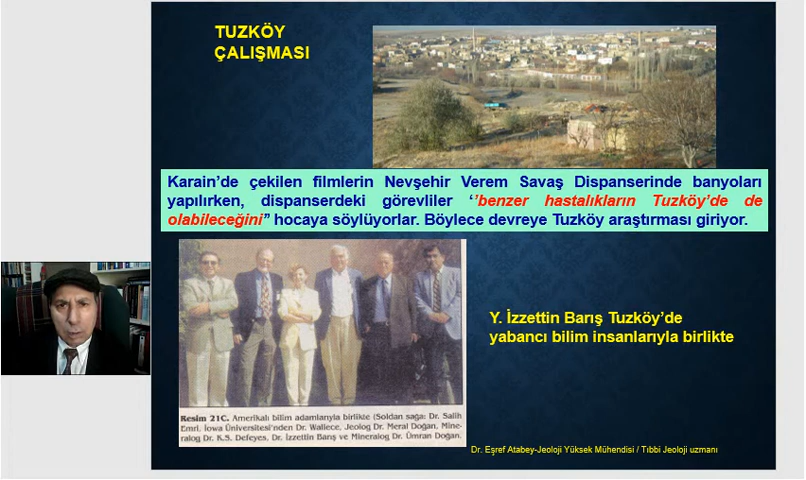 TUZKÖY
ÇALIŞMASI
Karain'de çekilen filmlerin Nevşehir Verem Savaş Dispanserinde banyoları
yapılırken, dispanserdeki görevliler ‘’benzer hastalıkların Tuzköy’de de
olabileceğini” hocaya söylüyorlar. Böylece devreye Tuzköy araştırması giriyor.
Y. İzzettin Barış Tuzköy’de
yabancı bilim insanlarıyla birlikte
Resim 21C. Amerikalı bilim adamlarıyla birlikte (Soldan sağa: Dr. Salih
Emri, Iowa Üniversitesi'nden Dr. Wallece, Jeolog Dr. Meral Doğan, Mine-
ralog Dr. K.S. Defeyes, Dr. İzzettin Barış ve Mineralog Dr. Ümran Doğan.
Dr. Eşref Atabey-Jeoloji Yüksek Mühendisi / Tıbbi Jeoloji uzmanı